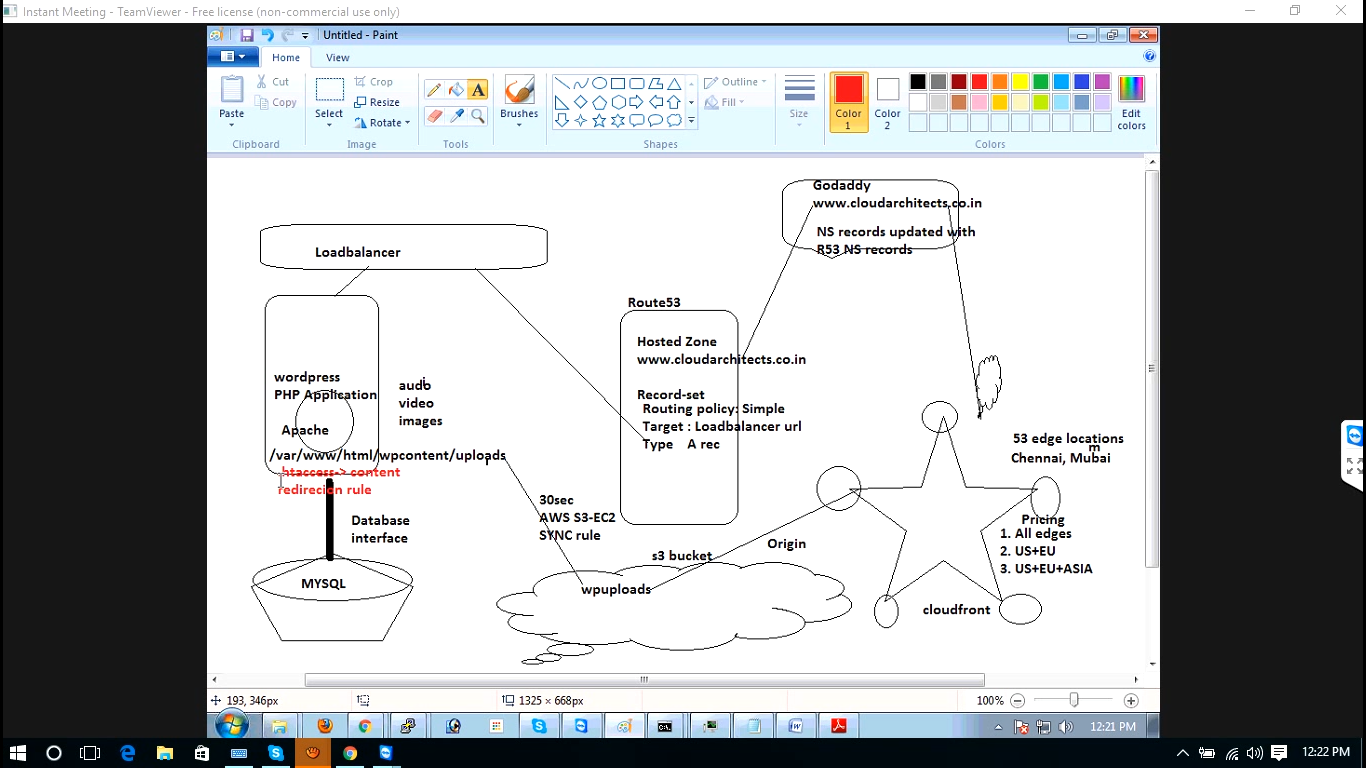 Instant Meeting - TeamViewer - Free license (non-commercial use only)
Untitled - Paint
Home
View
Paste
Cut
Copy
Clipboard
Select
Crop
Resize
Rotate
Image
A
Tools
Brushes
Outline
Fill
Shapes
Size
Color 1
Color 2
Edit colors
Colors
Godaddy
www.cloudarchitects.co.in
NS records updated with
R53 NS records
Loadbalancer
Route53
Hosted Zone
www.cloudarchitects.co.in
Record-set
Routing policy: Simple
Target : Loadbalancer url
Type A rec
wordpress
PHP Application
Apache
/var/www/html/wpcontent/uploads
htaccess-> content
redirecion rule
audo
video
images
Database
interface
MYSQL
30sec
AWS S3-EC2
SYNC rule
s3 bucket
wpuploads
Origin
53 edge locations
m
Chennai, Mubai
Pricing
1. All edges
2. US+EU
3. US+EU+ASIA
cloudfront
193, 346px
1325 × 668px
100%
12:21 PM
12:22 PM